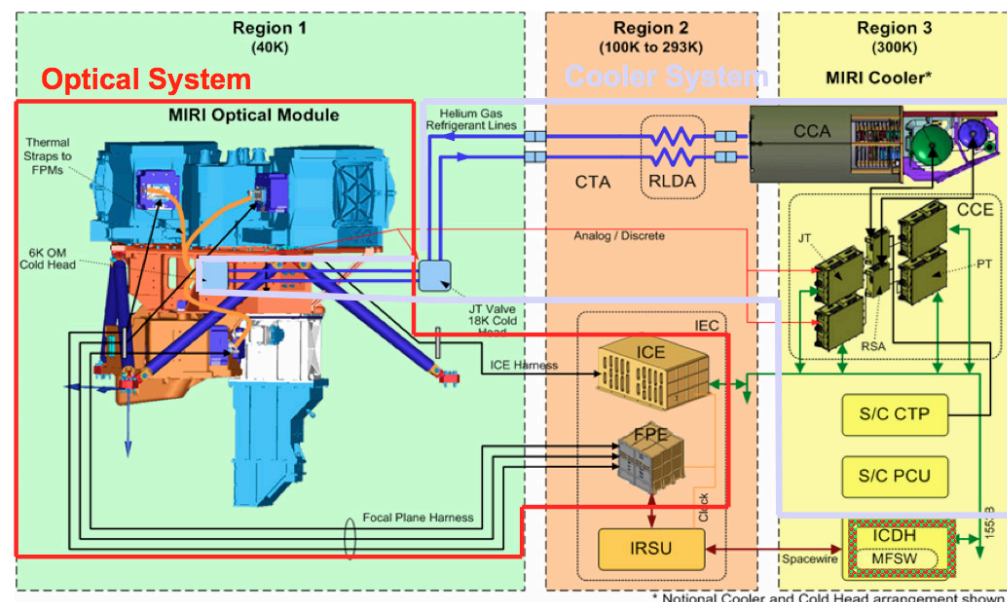 Region 1
(40K)
Region 2
(100K to 293K)
Region 3
(300K)
Optical System
Cooler System
MIRI Optical Module
MIRI Cooler*
Thermal
Straps to
FPMs
Helium Gas
Refrigerant Lines
CTA
RLDA
CCA
CCE
JT
PT
RSA
Analog / Discrete
6K OM
Cold Head
JT Valve
18K Cold
Head
IEC
ICE
ICE Harness
FPE
Clock
Focal Plane Harness
IRSU
Spacewire
S/C CTP
S/C PCU
1553B
ICDH
MFSW
* Notional Cooler and Cold Head arrangement shown